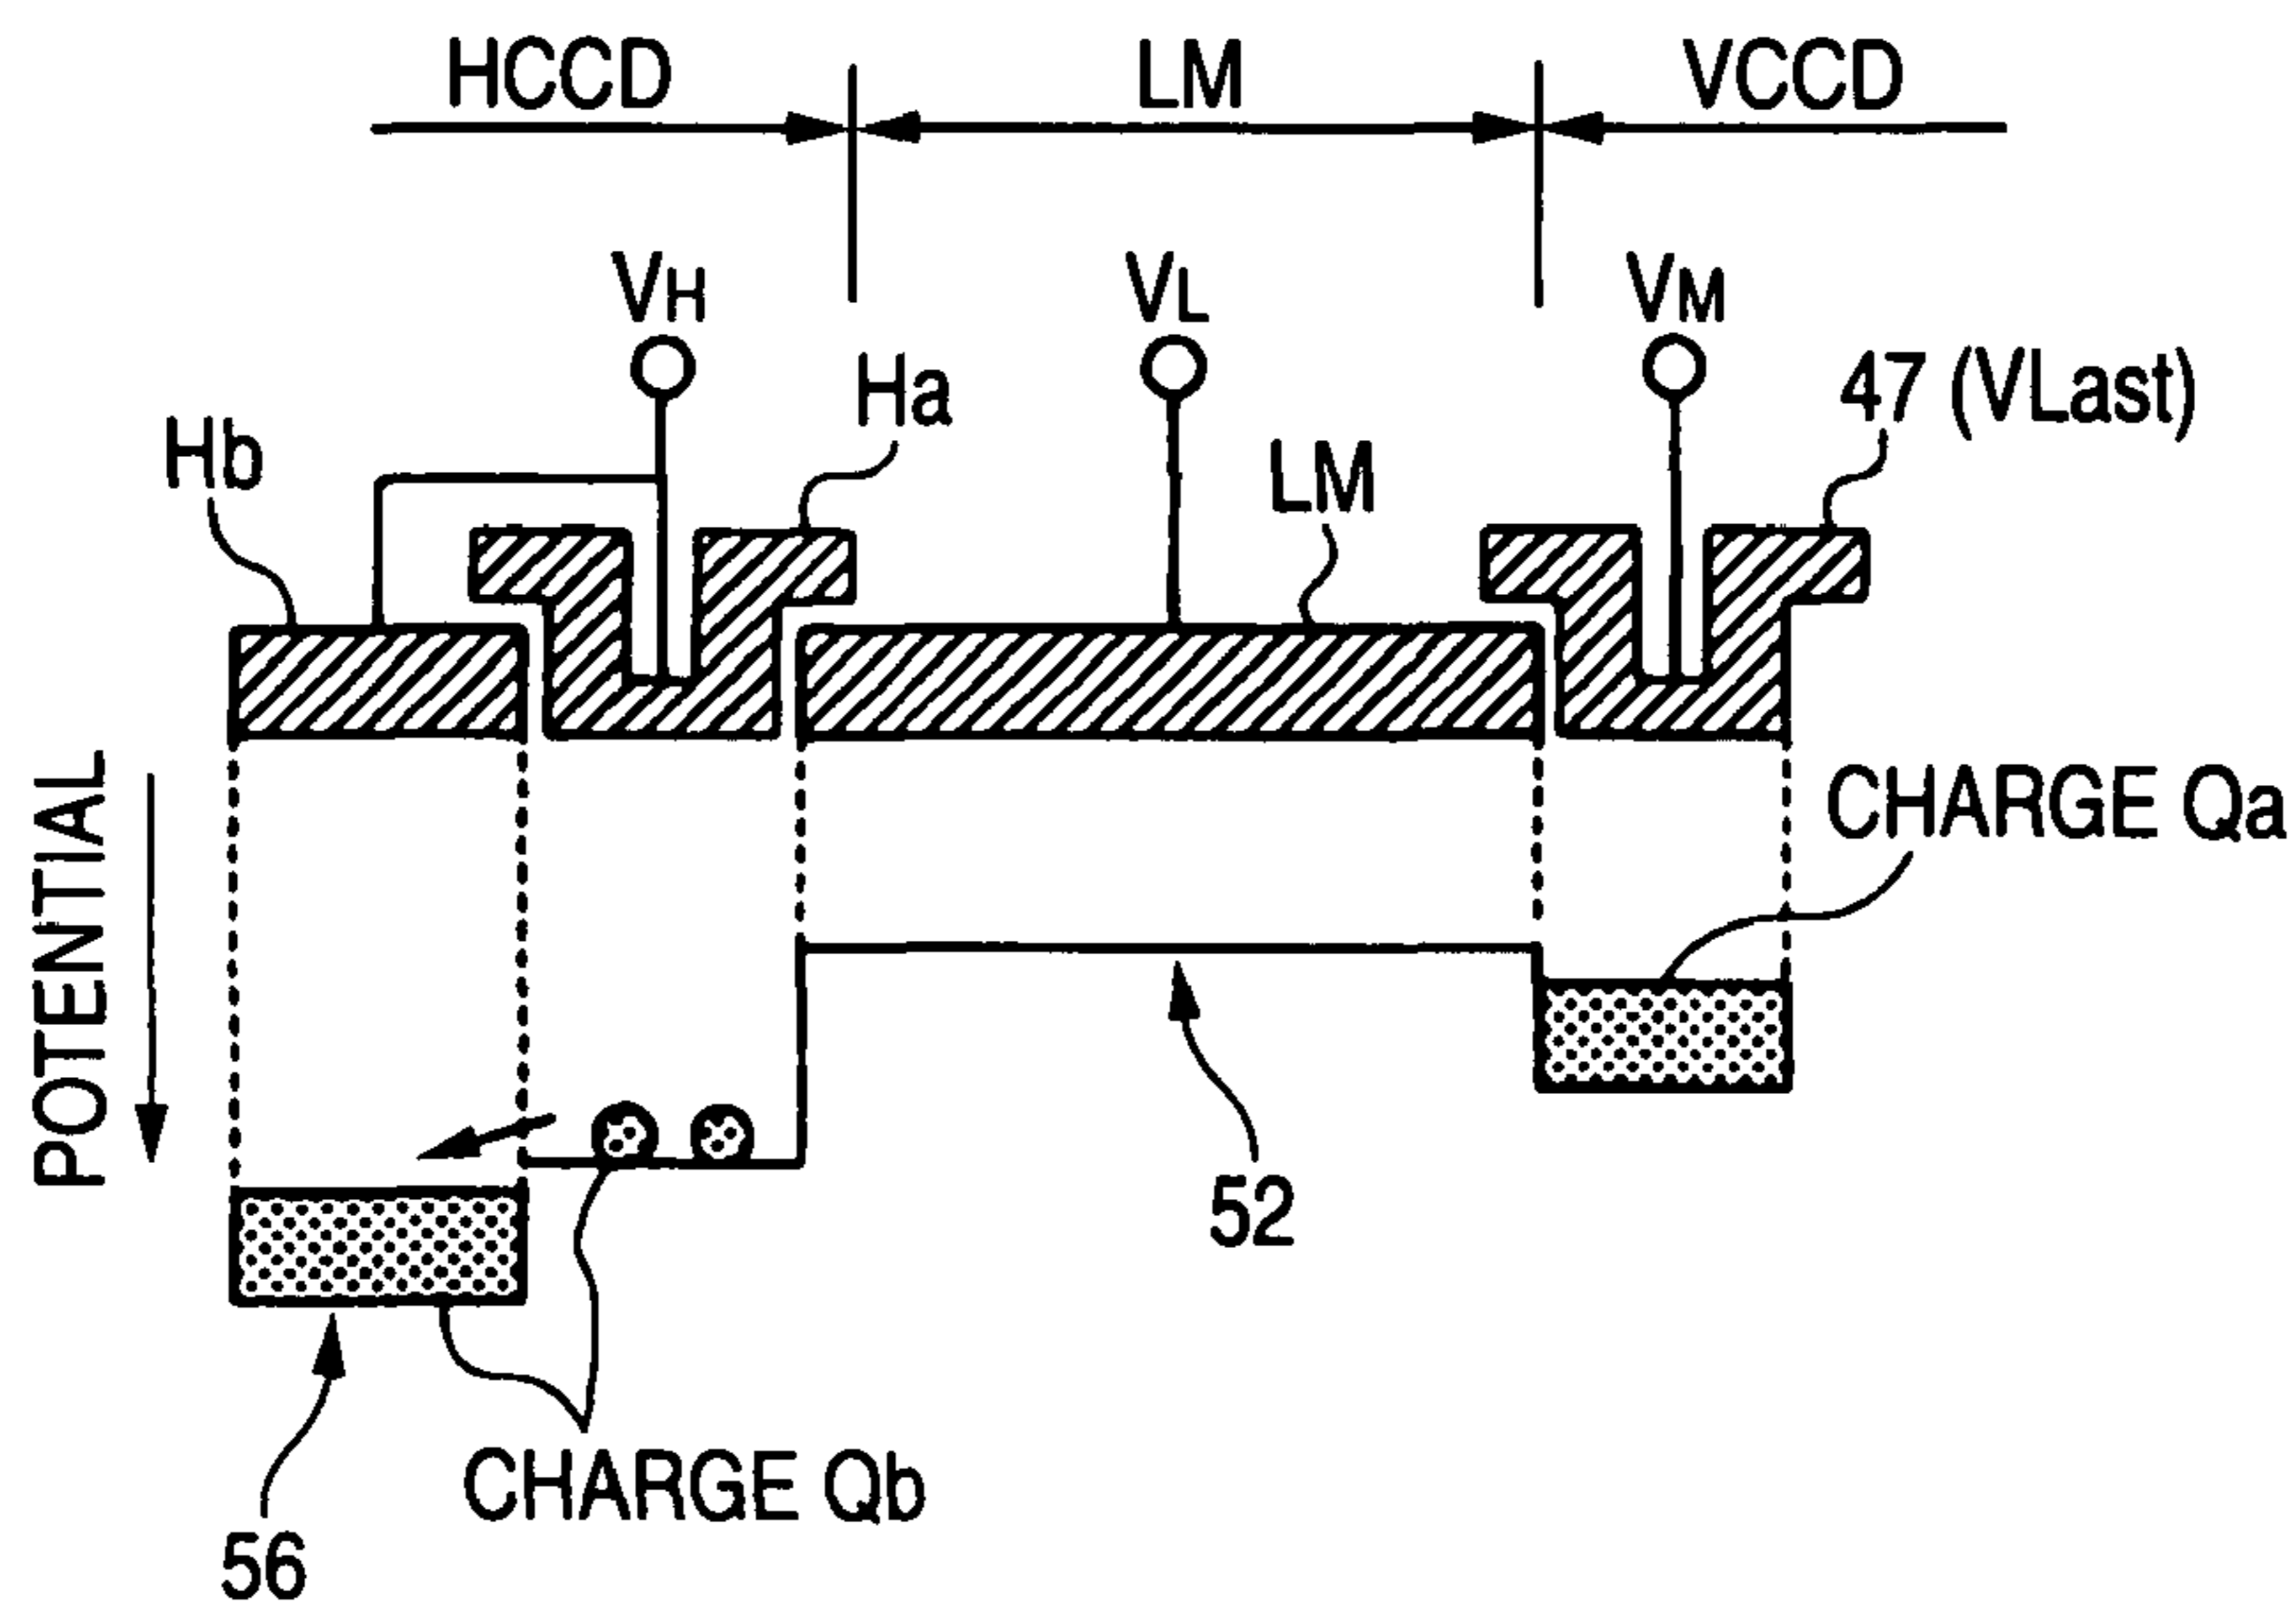 HCCD LM VCCD
VH VL VM
Ha 47 (VLast)
Hb LM
POTENTIAL
CHARGE Qa
52
CHARGE Qb
56